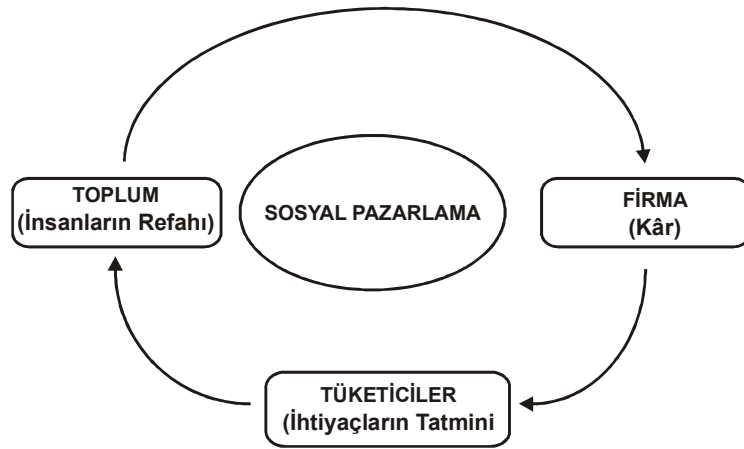 TOPLUM
(İnsanların Refahı)
SOSYAL PAZARLAMA
FİRMA
(Kâr)
TÜKETİCİLER
(İhtiyaçların Tatmini